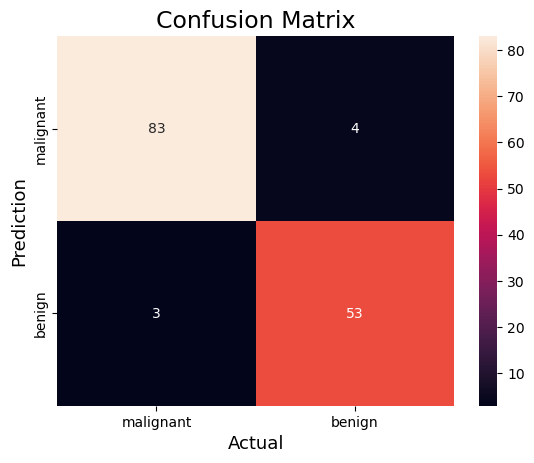 Confusion Matrix
Prediction
malignant
benign
83
4
3
53
malignant
benign
Actual
80
70
60
50
40
30
20
10